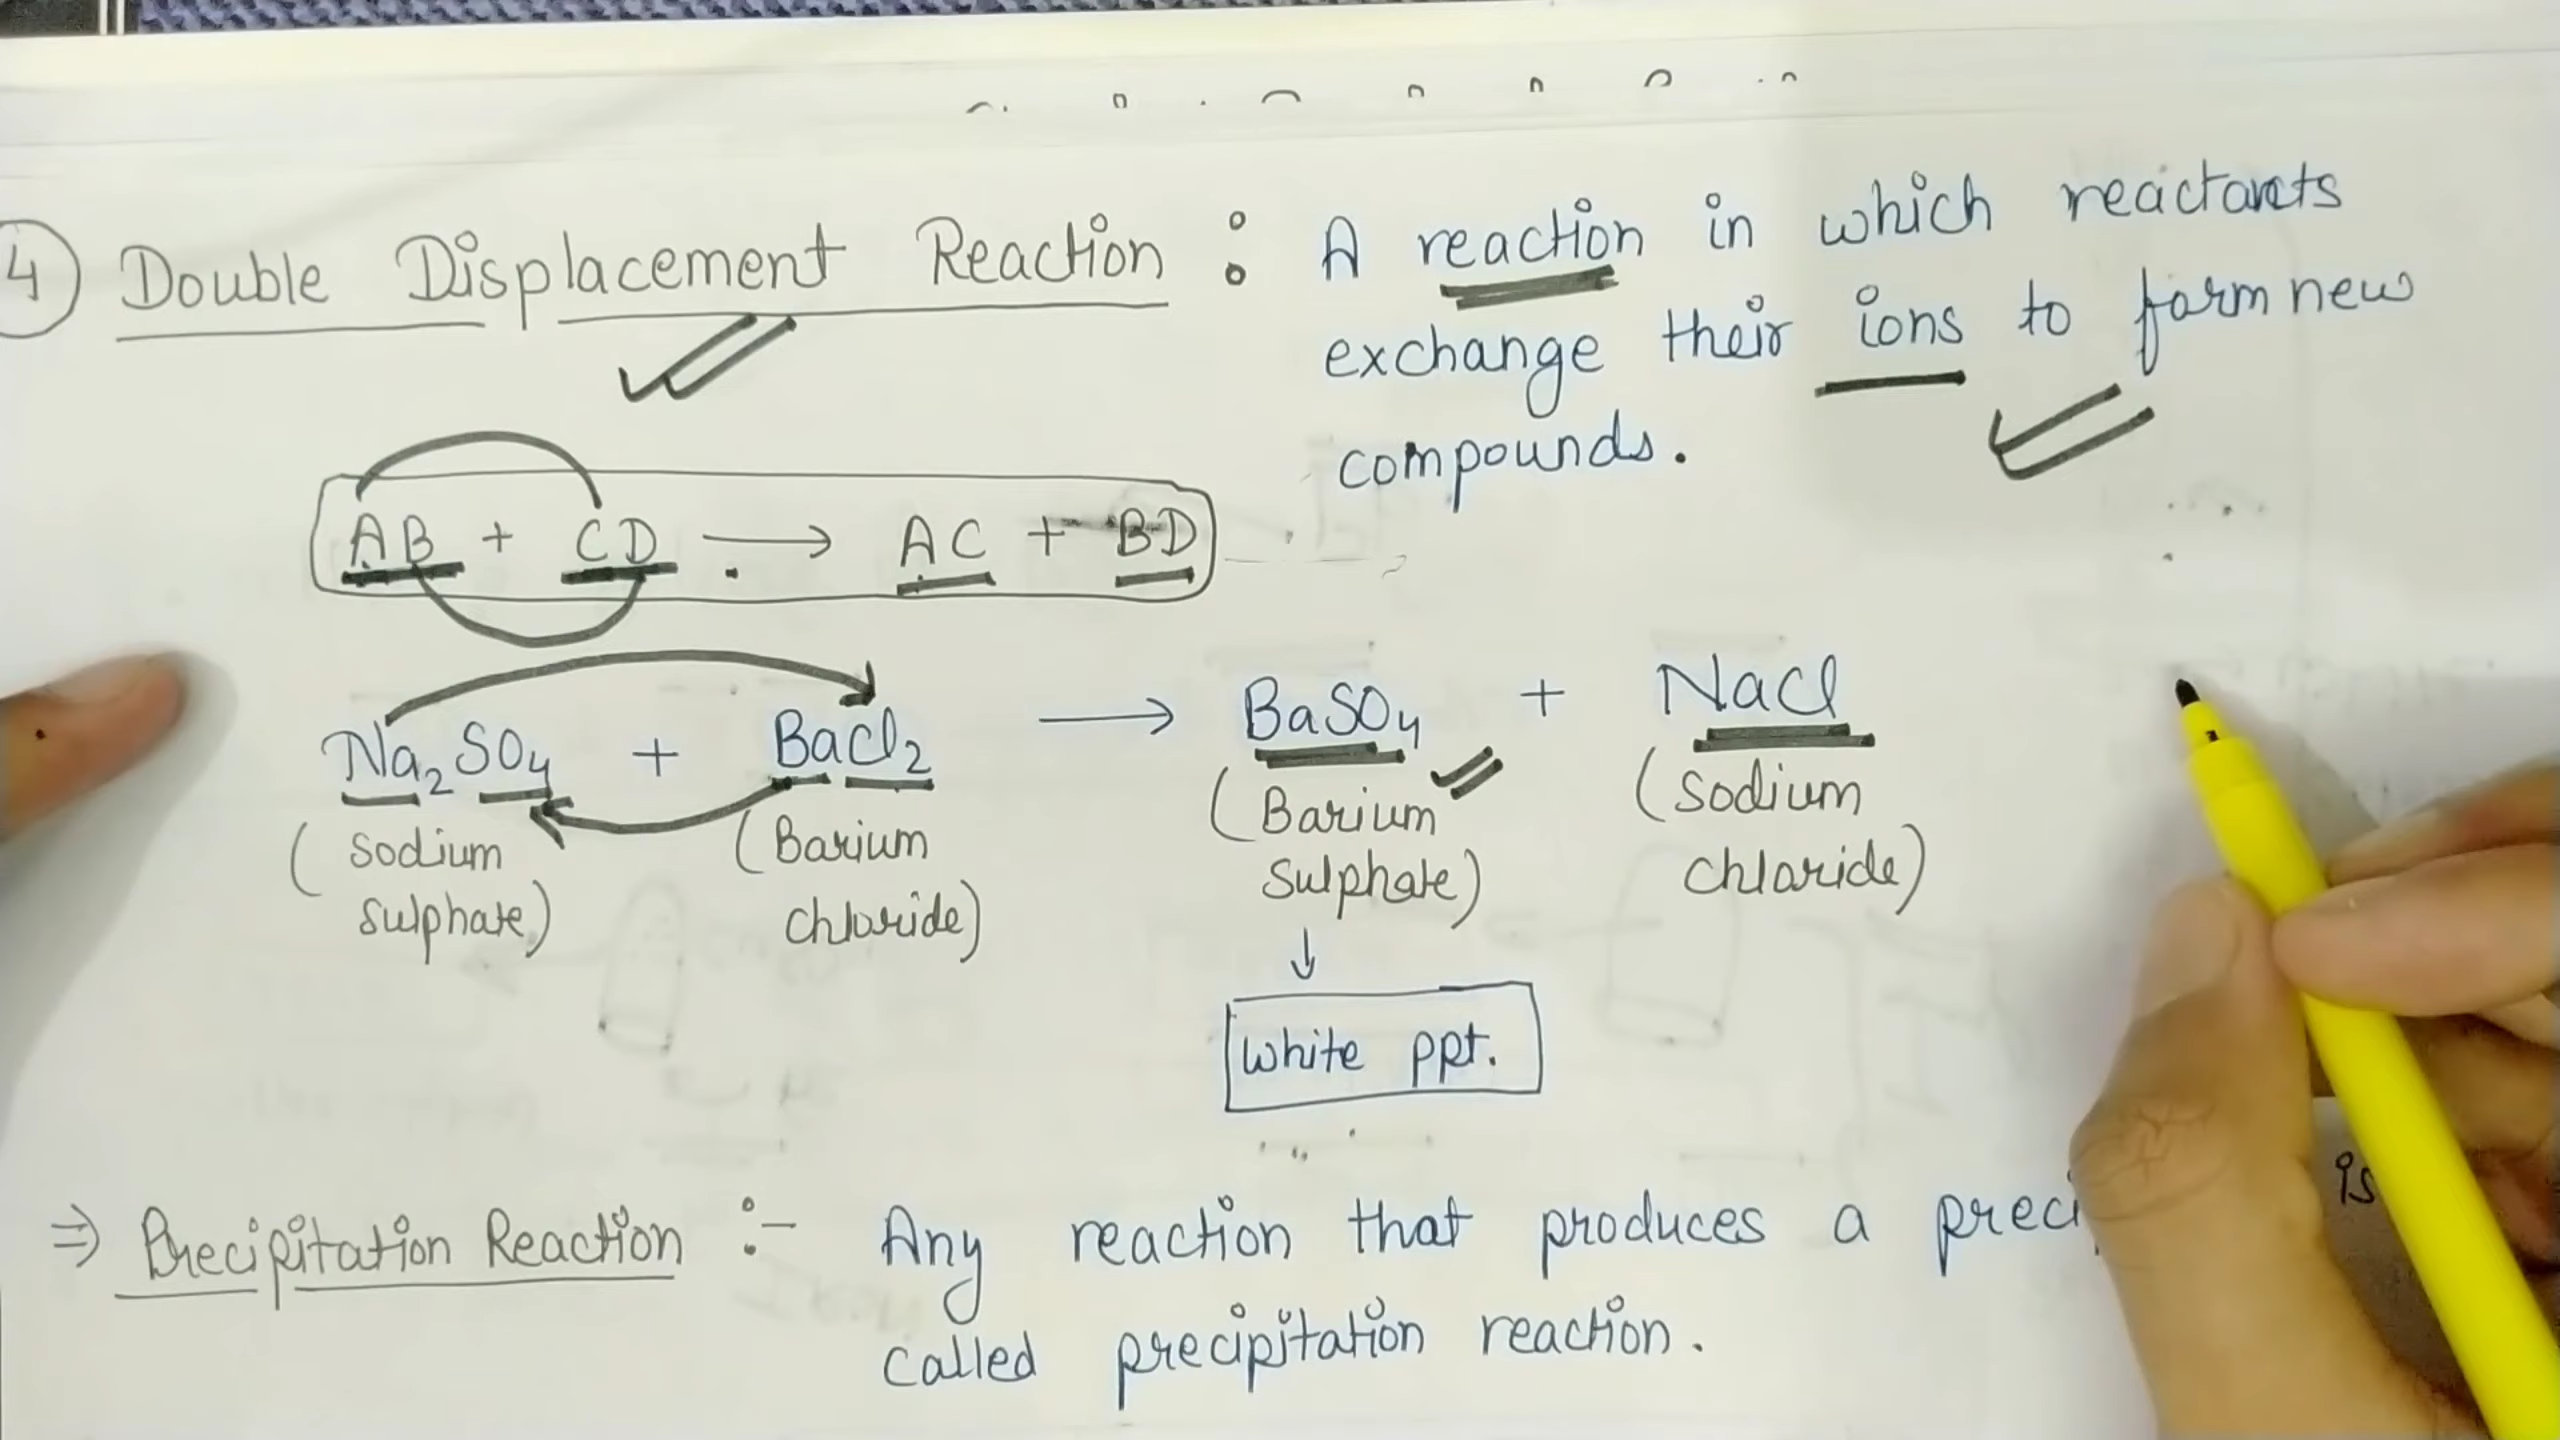 4 Double Displacement Reaction : A reaction in which reactants
exchange their ions to form new
compounds.
AB + CD → AC + BD
Na₂SO₄ + BaCl₂ → BaSO₄ + NaCl
(Sodium sulphate) (Barium chloride) (Barium sulphate) (Sodium chloride)
↓
white ppt.
⇒ Precipitation Reaction :- Any reaction that produces a is
called precipitation reaction.